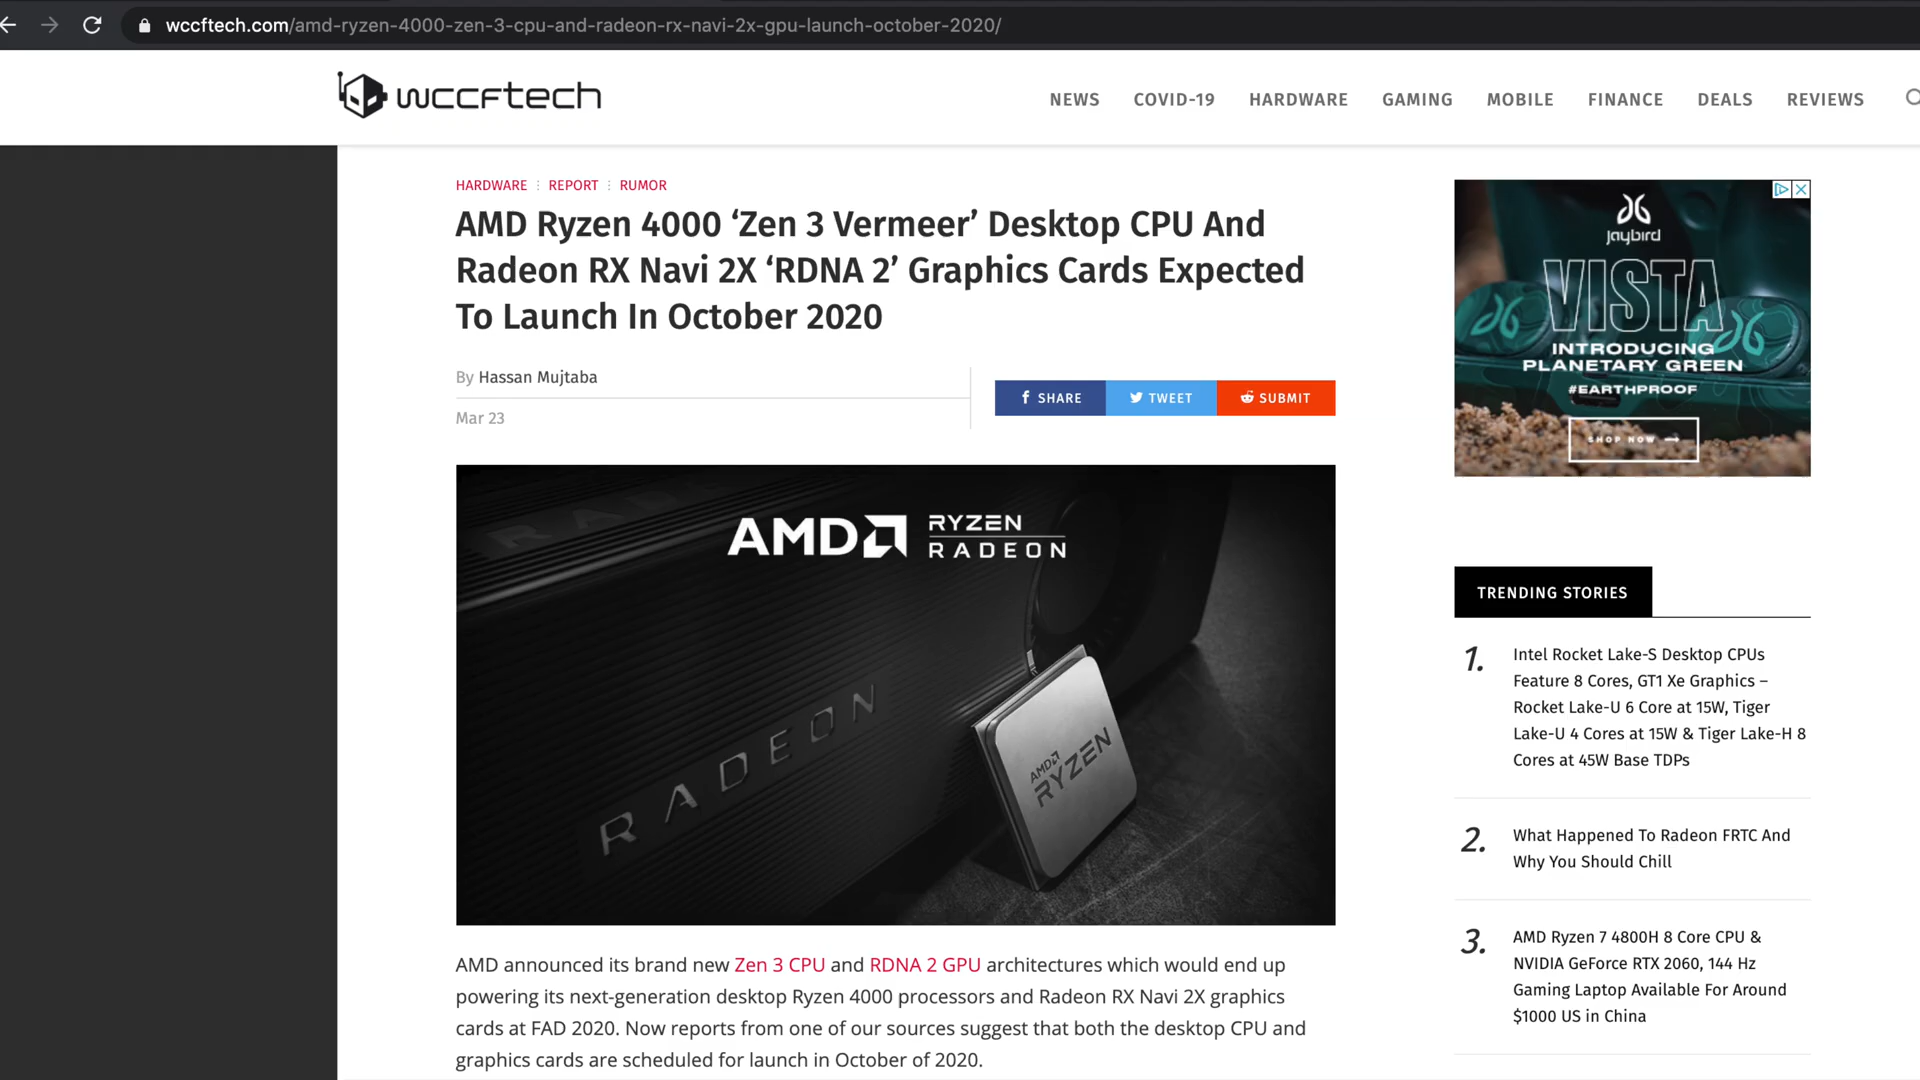 wccftech.com/amd-ryzen-4000-zen-3-cpu-and-radeon-rx-navi-2x-gpu-launch-october-2020/
wccftech
NEWS COVID-19 HARDWARE GAMING MOBILE FINANCE DEALS REVIEWS
HARDWARE REPORT RUMOR
AMD Ryzen 4000 ‘Zen 3 Vermeer’ Desktop CPU And
Radeon RX Navi 2X ‘RDNA 2’ Graphics Cards Expected
To Launch In October 2020
By Hassan Mujtaba
Mar 23
SHARE TWEET SUBMIT
AMD RYZEN
RADEON
RADEON
AMD
RYZEN
AMD announced its brand new Zen 3 CPU and RDNA 2 GPU architectures which would end up
powering its next-generation desktop Ryzen 4000 processors and Radeon RX Navi 2X graphics
cards at FAD 2020. Now reports from one of our sources suggest that both the desktop CPU and
graphics cards are scheduled for launch in October of 2020.
jaybird
VISTA
INTRODUCING
PLANETARY GREEN
#EARTHPROOF
SHOP NOW
TRENDING STORIES
1. Intel Rocket Lake-S Desktop CPUs
Feature 8 Cores, GT1 Xe Graphics –
Rocket Lake-U 6 Core at 15W, Tiger
Lake-U 4 Cores at 15W & Tiger Lake-H 8
Cores at 45W Base TDPs
2. What Happened To Radeon FRTC And
Why You Should Chill
3. AMD Ryzen 7 4800H 8 Core CPU &
NVIDIA GeForce RTX 2060, 144 Hz
Gaming Laptop Available For Around
$1000 US in China